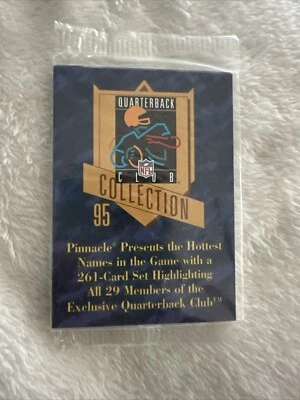 QUARTERBACK
NFL
CLUB
COLLECTION
95
Pinnacle® Presents the Hottest
Names in the Game with a
261-Card Set Highlighting
All 29 Members of the
Exclusive Quarterback Club™